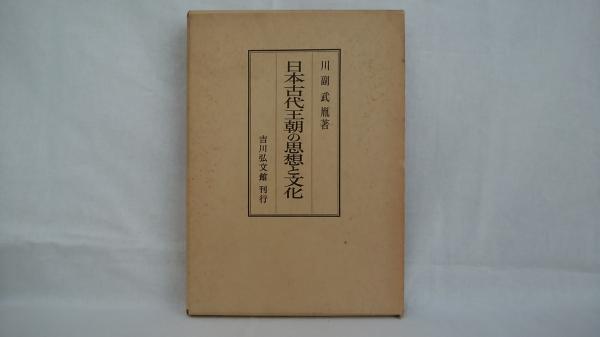 川副武胤著
日本古代王朝の思想と文化
吉川弘文館 刊行